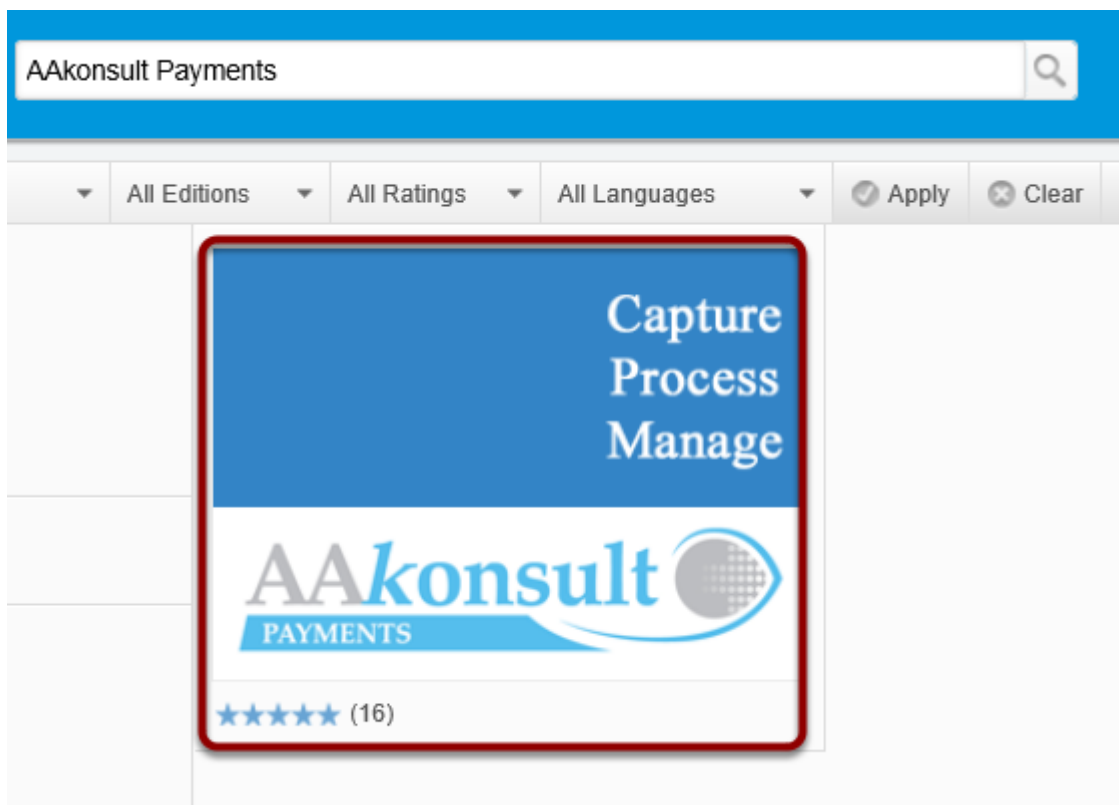 AAkonsult Payments
All Editions All Ratings All Languages Apply Clear
Capture
Process
Manage
AAkonsult
PAYMENTS
(16)